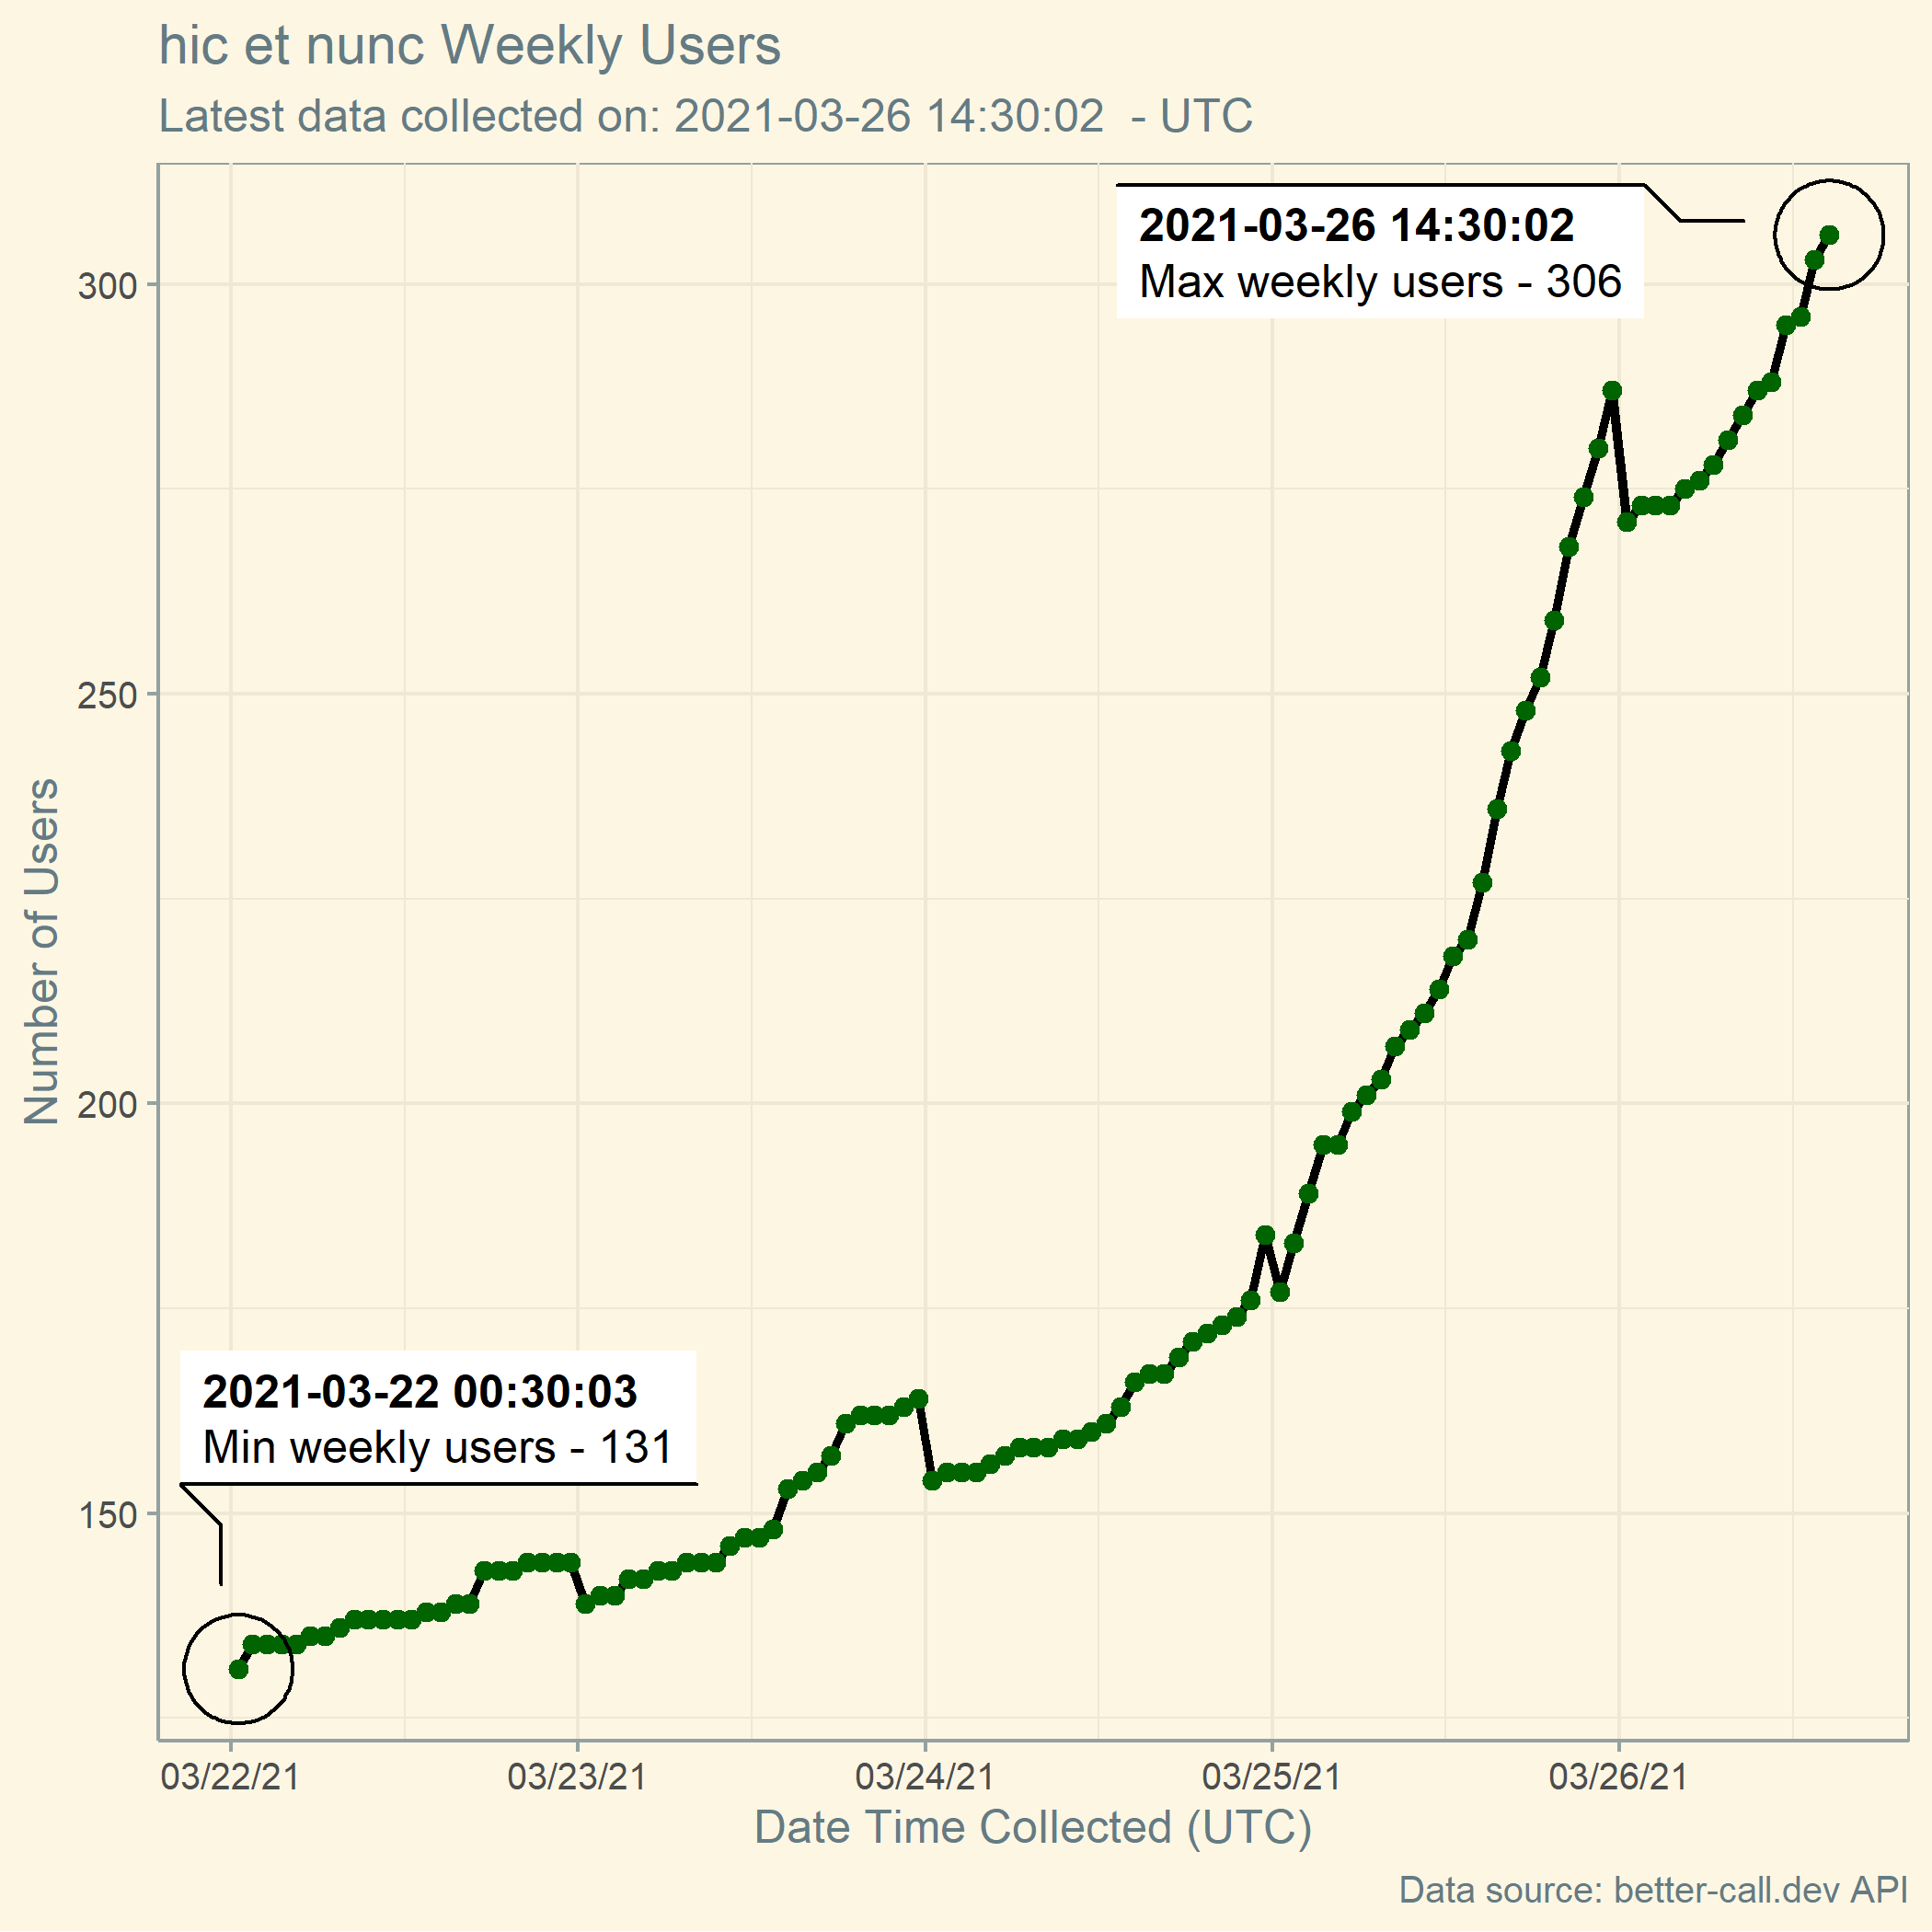 hic et nunc Weekly Users
Latest data collected on: 2021-03-26 14:30:02  - UTC
2021-03-26 14:30:02
Max weekly users - 306
300
250
200
150
Number of Users
2021-03-22 00:30:03
Min weekly users - 131
03/22/21 03/23/21 03/24/21 03/25/21 03/26/21
Date Time Collected (UTC)
Data source: better-call.dev API